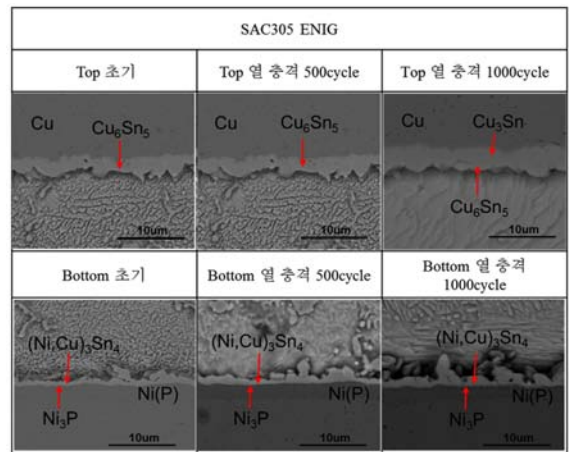 SAC305 ENIG
Top 초기
Top 열 충격 500cycle
Top 열 충격 1000cycle
Cu
Cu₆Sn₅
10um
Cu
Cu₆Sn₅
10um
Cu
Cu₃Sn
Cu₆Sn₅
10um
Bottom 초기
Bottom 열 충격 500cycle
Bottom 열 충격
1000cycle
(Ni,Cu)₃Sn₄
Ni(P)
Ni₃P
10um
(Ni,Cu)₃Sn₄
Ni(P)
Ni₃P
10um
(Ni,Cu)₃Sn₄
Ni(P)
Ni₃P
10um